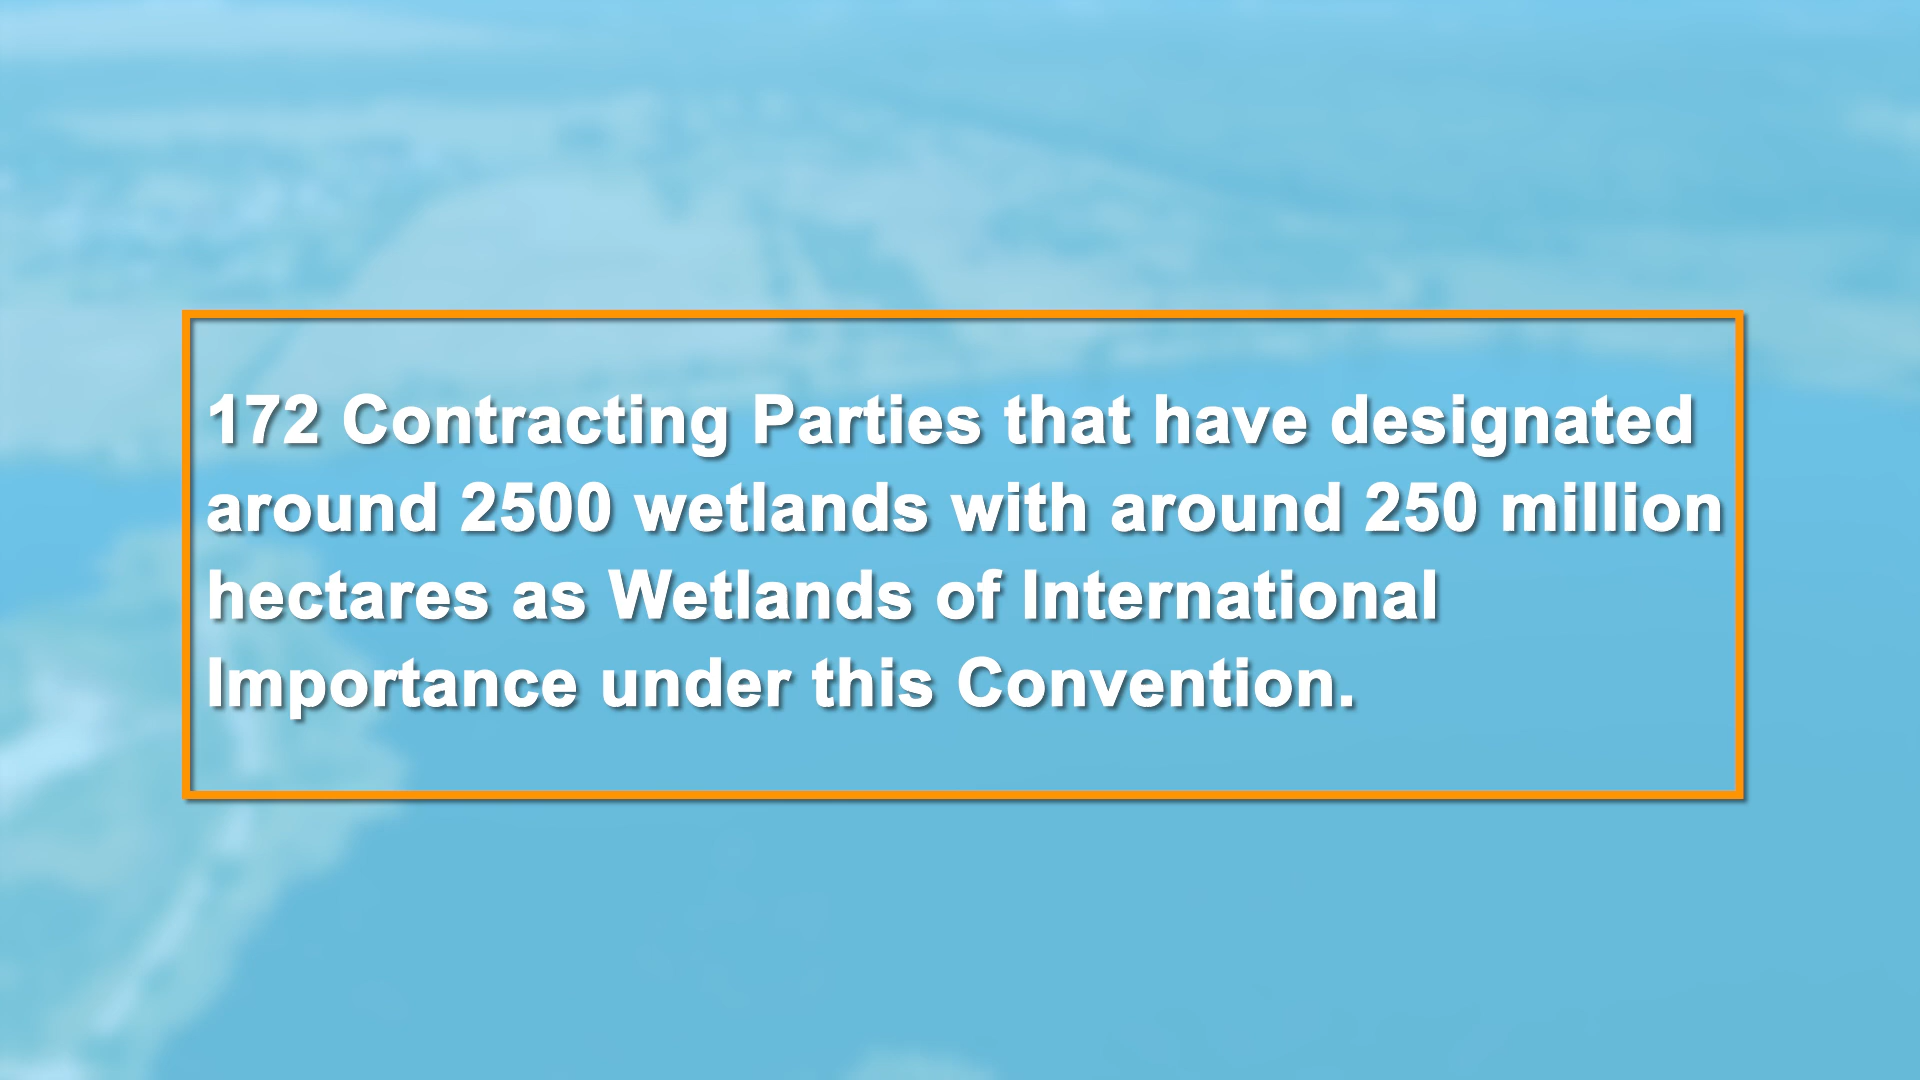 172 Contracting Parties that have designated
around 2500 wetlands with around 250 million
hectares as Wetlands of International
Importance under this Convention.